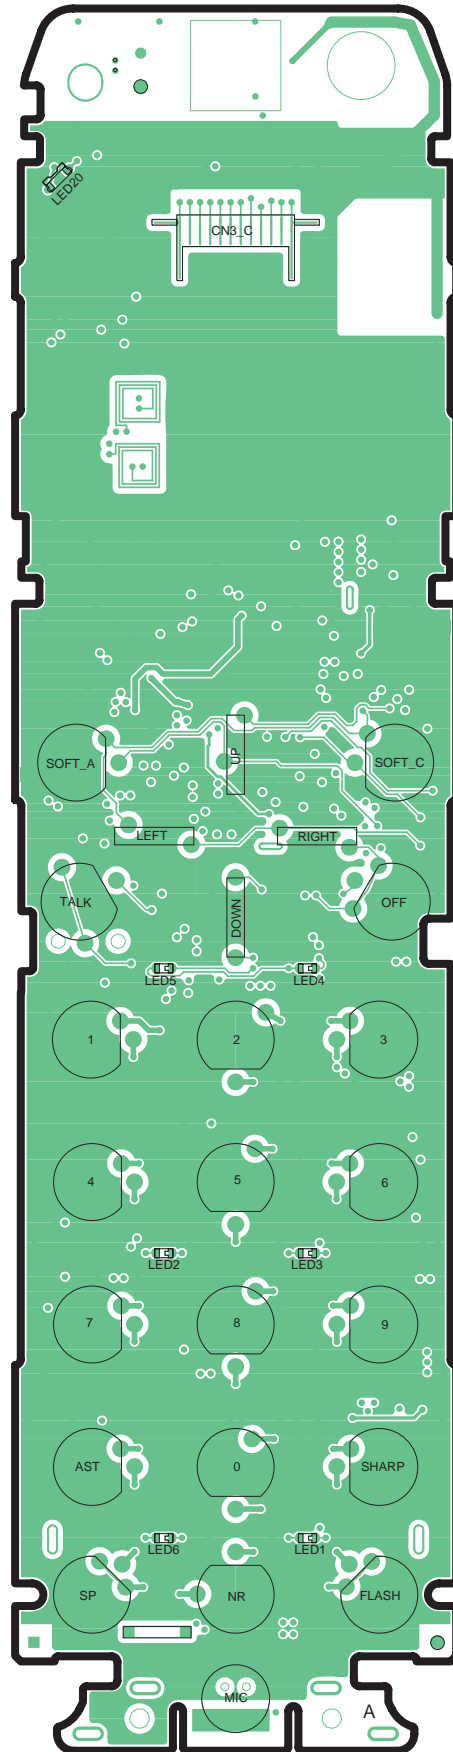 LED20
CN3_C
UP
SOFT_A
SOFT_C
LEFT
RIGHT
TALK
DOWN
OFF
LED5
LED4
1
2
3
4
5
6
LED2
LED3
7
8
9
AST
0
SHARP
LED6
LED1
SP
NR
FLASH
MIC
A